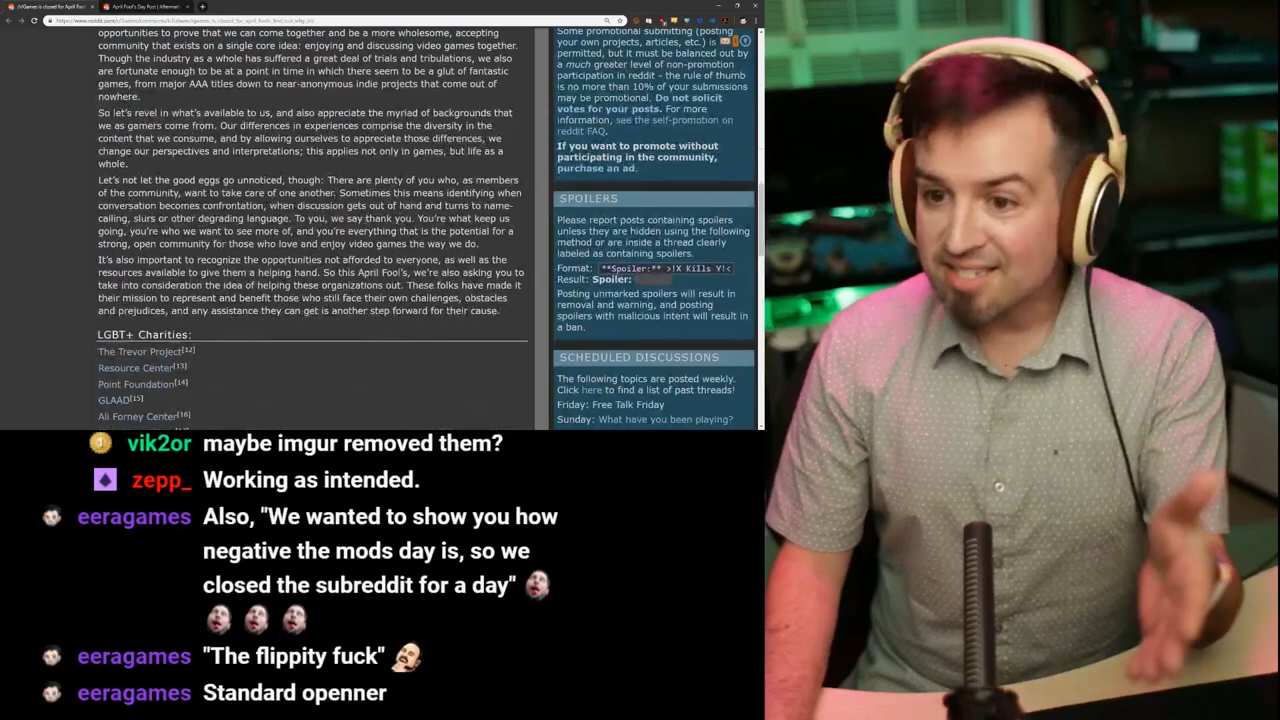 /r/Games is closed for April Fool
April Fool's Day Post | Aftermat
opportunities to prove that we can come together and be a more wholesome, accepting
community that exists on a single core idea: enjoying and discussing video games together.
Though the industry as a whole has suffered a great deal of trials and tribulations, we also
are fortunate enough to be at a point in time in which there seem to be a glut of fantastic
games, from major AAA titles down to near-anonymous indie projects that come out of
nowhere.
So let's revel in what's available to us, and also appreciate the myriad of backgrounds that
we as gamers come from. Our differences in experiences comprise the diversity in the
content that we consume, and by allowing ourselves to appreciate those differences, we
change our perspectives and interpretations; this applies not only in games, but life as a
whole.
Let's not let the good eggs go unnoticed, though: There are plenty of you who, as members
of the community, want to take care of one another. Sometimes this means identifying when
conversation becomes confrontation, when discussion gets out of hand and turns to name-
calling, slurs or other degrading language. To you, we say thank you. You're what keep us
going, you're who we want to see more of, and you're everything that is the potential for a
strong, open community for those who love and enjoy video games the way we do.
It's also important to recognize the opportunities not afforded to everyone, as well as the
resources available to give them a helping hand. So this April Fool's, we're also asking you to
take into consideration the idea of helping these organizations out. These folks have made it
their mission to represent and benefit those who still face their own challenges, obstacles
and prejudices, and any assistance they can get is another step forward for their cause.
LGBT+ Charities:
The Trevor Project[12]
Resource Center[13]
Point Foundation[14]
GLAAD[15]
Ali Forney Center[16]
Some promotional submitting (posting
your own projects, articles, etc.) is
permitted, but it must be balanced out by
a much greater level of non-promotion
participation in reddit - the rule of thumb
is no more than 10% of your submissions
may be promotional. Do not solicit
votes for your posts. For more
information, see the self-promotion on
reddit FAQ.
If you want to promote without
participating in the community,
purchase an ad.
SPOILERS
Please report posts containing spoilers
unless they are hidden using the following
method or are inside a thread clearly
labeled as containing spoilers.
Format: **Spoiler:** >!X Kills Y!<
Result: Spoiler:
Posting unmarked spoilers will result in
removal and warning, and posting
spoilers with malicious intent will result in
a ban.
SCHEDULED DISCUSSIONS
The following topics are posted weekly.
Click here to find a list of past threads!
Friday: Free Talk Friday
Sunday: What have you been playing?
vik2or maybe imgur removed them?
zepp_ Working as intended.
eeragames Also, "We wanted to show you how
negative the mods day is, so we
closed the subreddit for a day"
eeragames "The flippity fuck"
eeragames Standard openner